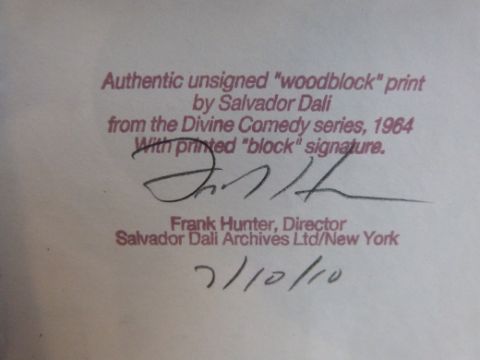 Authentic unsigned "woodblock" print
by Salvador Dali
from the Divine Comedy series, 1964
With printed "block" signature.
Frank Hunter, Director
Salvador Dali Archives Ltd/New York
7/10/10